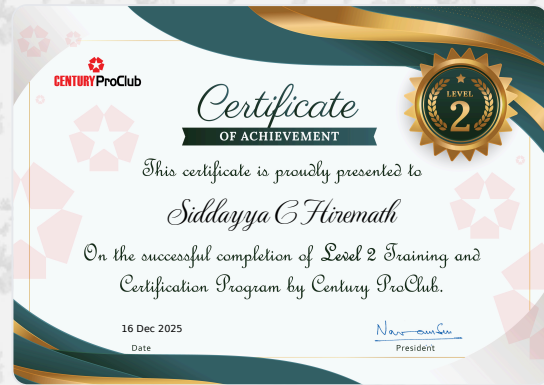 CENTURY ProClub
LEVEL
2
Certificate
OF ACHIEVEMENT
This certificate is proudly presented to
Siddayya C Hiremath
On the successful completion of Level 2 Training and
Certification Program by Century ProClub.
16 Dec 2025
Date
President